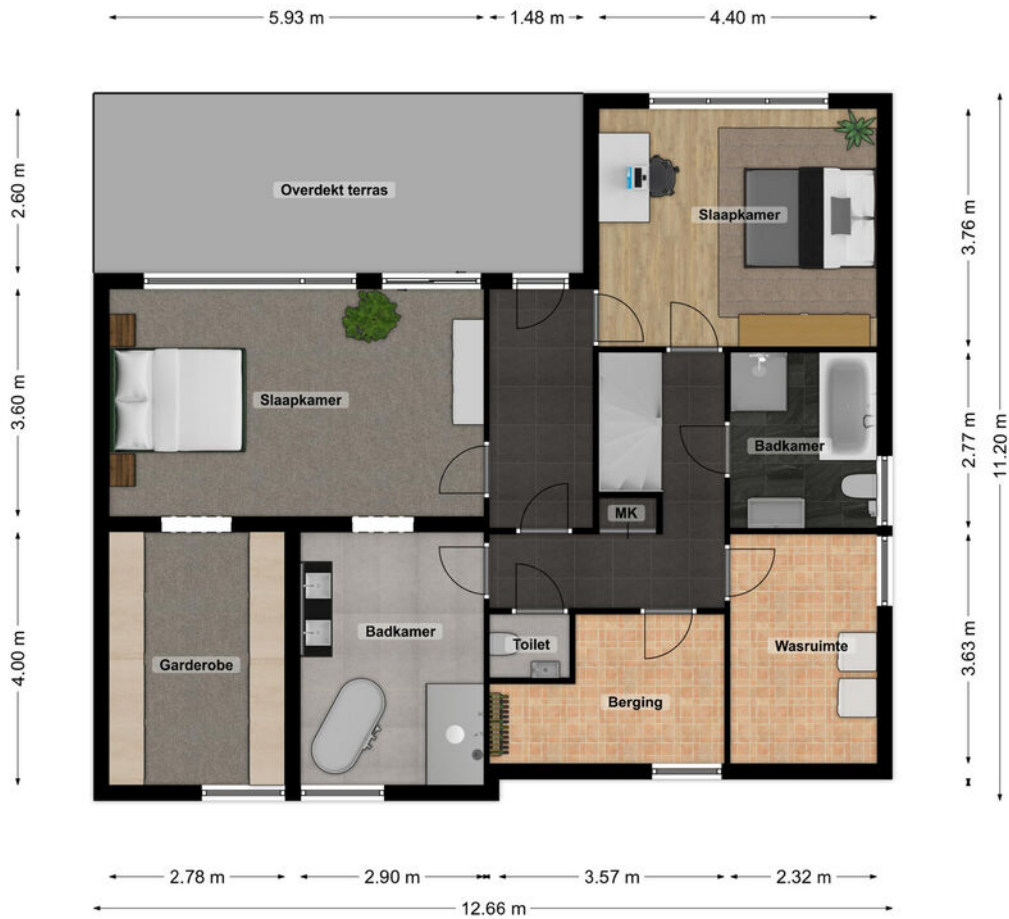 5.93 m
1.48 m
4.40 m
2.60 m
Overdekt terras
Slaapkamer
3.76 m
3.60 m
Slaapkamer
Badkamer
2.77 m
11.20 m
MK
4.00 m
Garderobe
Badkamer
Toilet
Berging
Wasruimte
3.63 m
2.78 m
2.90 m
3.57 m
2.32 m
12.66 m